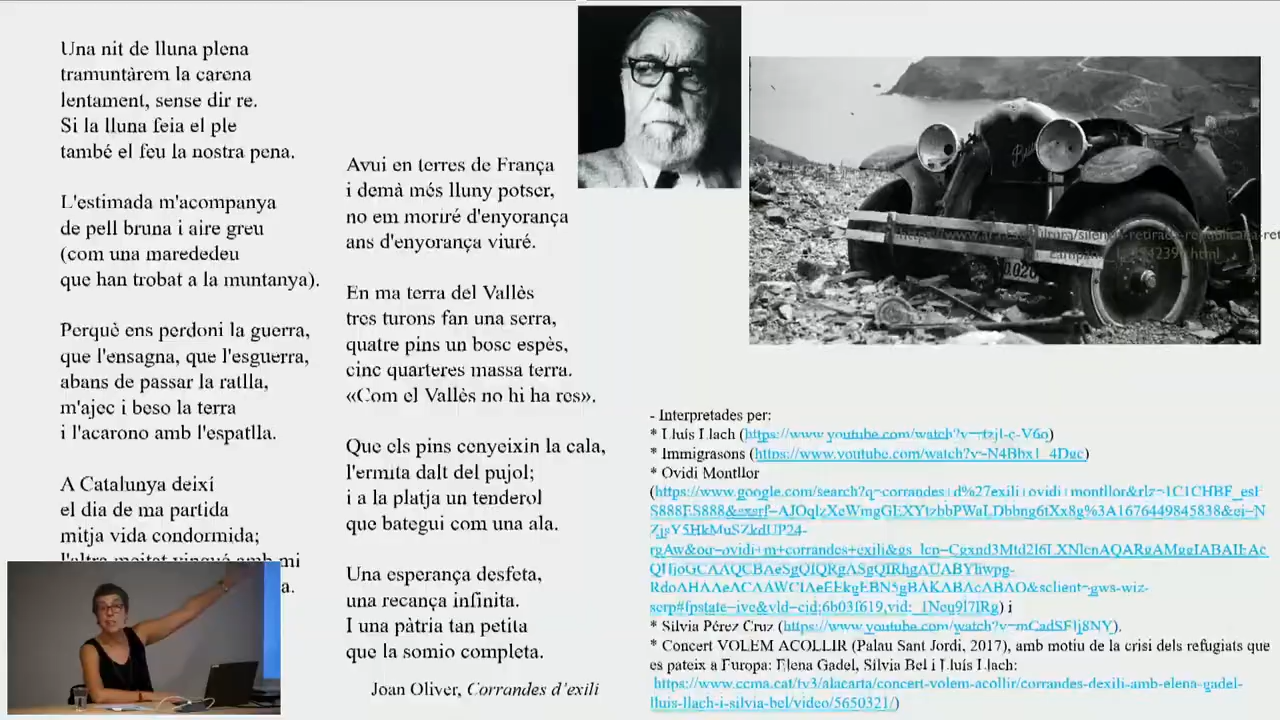 Una nit de lluna plena
tramuntàrem la carena
lentament, sense dir re.
Si la lluna feia el ple
també el feu la nostra pena.
L'estimada m'acompanya
de pell bruna i aire greu
(com una marededeu
que han trobat a la muntanya).
Perquè ens perdoni la guerra,
que l'ensagna, que l'esguerra,
abans de passar la ratlla,
m'ajec i beso la terra
i l'acarono amb l'espatlla.
A Catalunya deixí
el dia de ma partida
mitja vida condormida;
l'altra meitat vingué amb mi
a.
Avui en terres de França
i demà més lluny potser,
no em moriré d'enyorança
ans d'enyorança viuré.
En ma terra del Vallès
tres turons fan una serra,
quatre pins un bosc espès,
cinc quarteres massa terra.
«Com el Vallès no hi ha res».
Que els pins cenyeixin la cala,
l'ermita dalt del pujol;
i a la platja un tenderol
que bategui com una ala.
Una esperança desfeta,
una recança infinita.
I una pàtria tan petita
que la somio completa.
Joan Oliver, Corrandes d'exili
- Interpretades per:
* Lluís Llach (https://www.youtube.com/watch?
* Immigrasons (https://www.youtube.com/watch?
* Ovidi Montllor
(https://www.google.com/search?
* Sílvia Pérez Cruz (https://www.youtube.com/watch?
* Concert VOLEM ACOLLIR (Palau Sant Jordi, 2017), amb motiu de la crisi dels refugiats que
es pateix a Europa: Elena Gadel, Sílvia Bel i Lluís Llach:
https://www.ccma.cat/tv3/alacarta/concert-volem-acollir/corrandes-dexili-amb-elena-gadel-
lluis-llach-i-silvia-bel/video/5650321/)